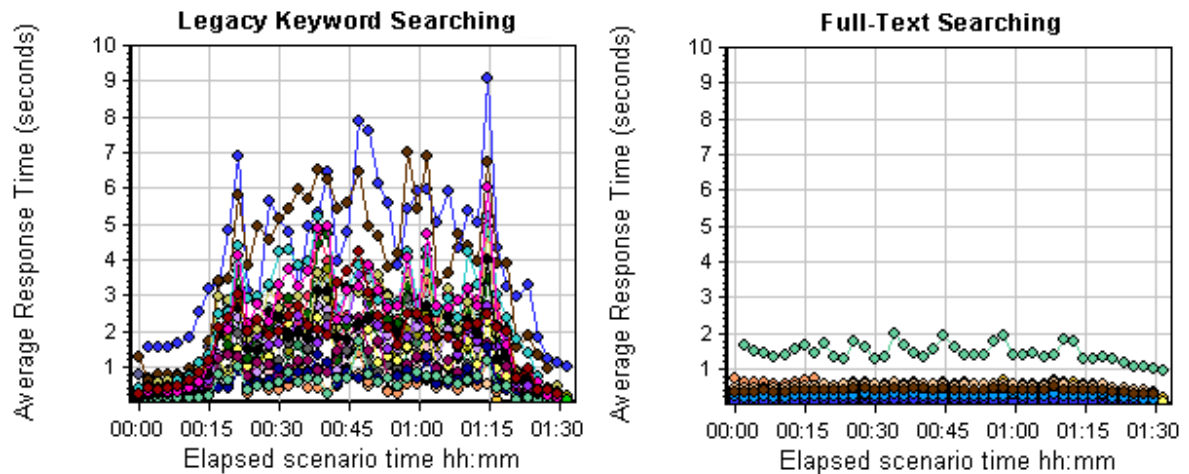 Legacy Keyword Searching
Average Response Time (seconds)
10
9
8
7
6
5
4
3
2
1
00:00 00:15 00:30 00:45 01:00 01:15 01:30
Elapsed scenario time hh:mm
Full-Text Searching
Average Response Time (seconds)
10
9
8
7
6
5
4
3
2
1
00:00 00:15 00:30 00:45 01:00 01:15 01:30
Elapsed scenario time hh:mm